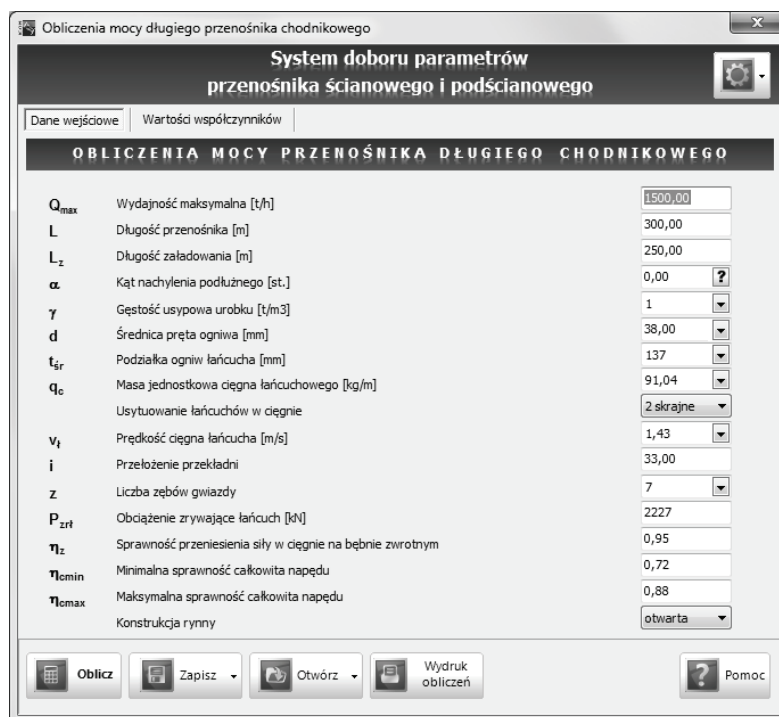 Obliczenia mocy długiego przenośnika chodnikowego
x
System doboru parametrów
przenośnika ścianowego i podścianowego
Dane wejściowe Wartości współczynników
OBLICZENIA MOCY PRZENOŚNIKA DŁUGIEGO CHODNIKOWEGO
Qmax Wydajność maksymalna [t/h] 1500,00
L Długość przenośnika [m] 300,00
Lz Długość załadowania [m] 250,00
α Kąt nachylenia podłużnego [st.] 0,00 ?
γ Gęstość usypowa urobku [t/m3] 1
d Średnica pręta ogniwa [mm] 38,00
tśr Podziałka ogniw łańcucha [mm] 137
qc Masa jednostkowa cięgna łańcuchowego [kg/m] 91,04
Usytuowanie łańcuchów w cięgnie 2 skrajne
vł Prędkość cięgna łańcucha [m/s] 1,43
i Przełożenie przekładni 33,00
z Liczba zębów gwiazdy 7
Pzrł Obciążenie zrywające łańcuch [kN] 2227
ηz Sprawność przeniesienia siły w cięgnie na bębnie zwrotnym 0,95
ηcmin Minimalna sprawność całkowita napędu 0,72
ηcmax Maksymalna sprawność całkowita napędu 0,88
Konstrukcja rynny otwarta
Oblicz Zapisz Otwórz Wydruk obliczeń ? Pomoc